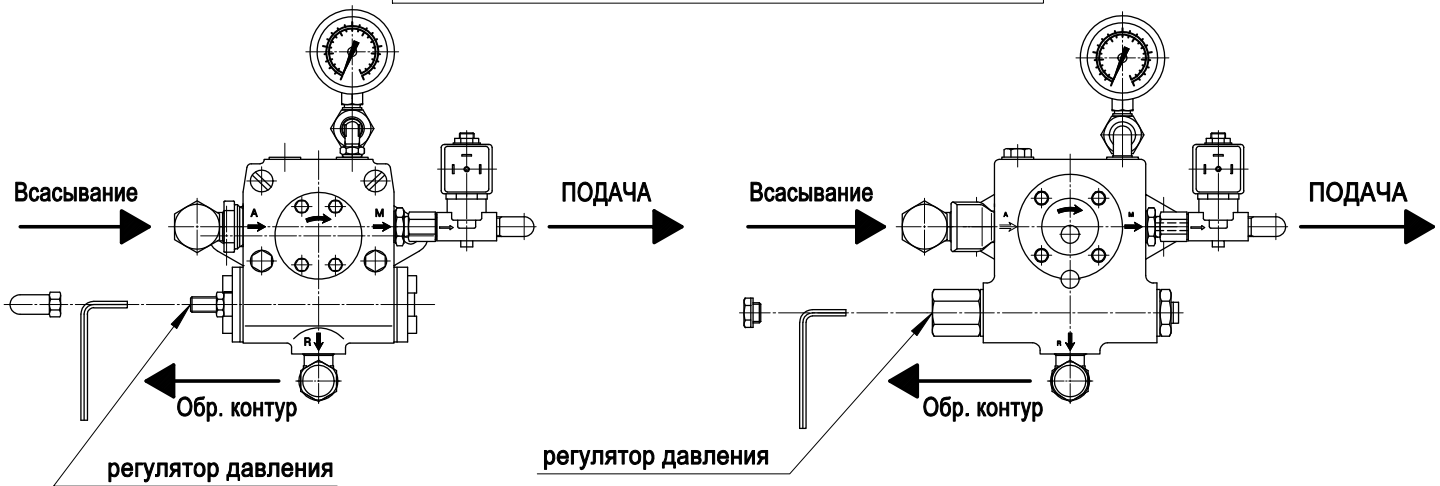 Всасывание
A
M
ПОДАЧА
R
Обр. контур
регулятор давления
Всасывание
A
M
ПОДАЧА
R
Обр. контур
регулятор давления